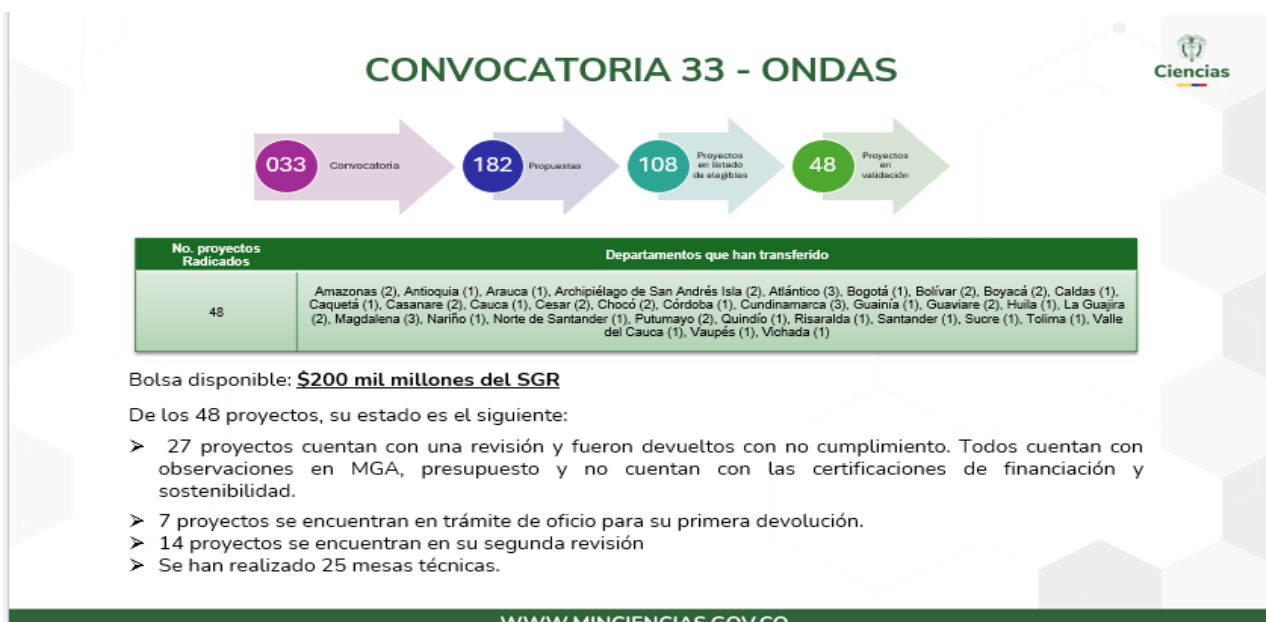 CONVOCATORIA 33 - ONDAS
Ciencias
033
Convocatoria
182
Propuestas
108
Proyectos
en listado
de elegibles
48
Proyectos
en
validación
No. proyectos
Radicados
Departamentos que han transferido
48
Amazonas (2), Antioquia (1), Arauca (1), Archipiélago de San Andrés Isla (2), Atlántico (3), Bogotá (1), Bolívar (2), Boyacá (2), Caldas (1),
Caquetá (1), Casanare (2), Cauca (1), Cesar (2), Chocó (2), Córdoba (1), Cundinamarca (3), Guainía (1), Guaviare (2), Huila (1), La Guajira
(2), Magdalena (3), Nariño (1), Norte de Santander (1), Putumayo (2), Quindío (1), Risaralda (1), Santander (1), Sucre (1), Tolima (1), Valle
del Cauca (1), Vaupés (1), Vichada (1)
Bolsa disponible: $200 mil millones del SGR
De los 48 proyectos, su estado es el siguiente:
➢ 27 proyectos cuentan con una revisión y fueron devueltos con no cumplimiento. Todos cuentan con
observaciones en MGA, presupuesto y no cuentan con las certificaciones de financiación y
sostenibilidad.
➢ 7 proyectos se encuentran en trámite de oficio para su primera devolución.
➢ 14 proyectos se encuentran en su segunda revisión
➢ Se han realizado 25 mesas técnicas.
WWW.MINCIENCIAS.GOV.CO